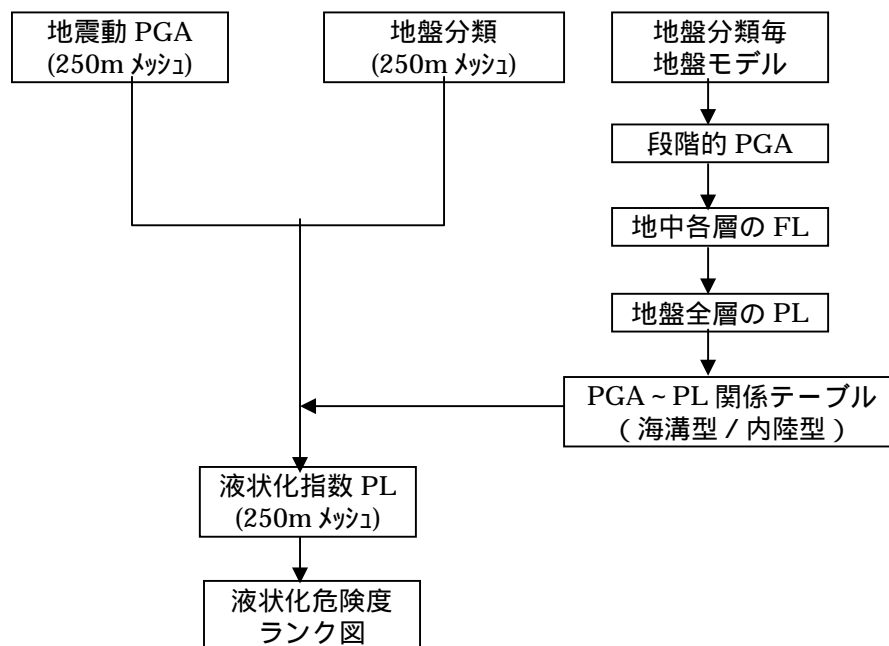 地震動 PGA
(250m ﾒｯｼｭ)
地盤分類
(250m ﾒｯｼｭ)
地盤分類毎
地盤モデル
段階的 PGA
地中各層の FL
地盤全層の PL
PGA ~ PL 関係テーブル
( 海溝型 / 内陸型 )
液状化指数 PL
(250m ﾒｯｼｭ)
液状化危険度
ランク図